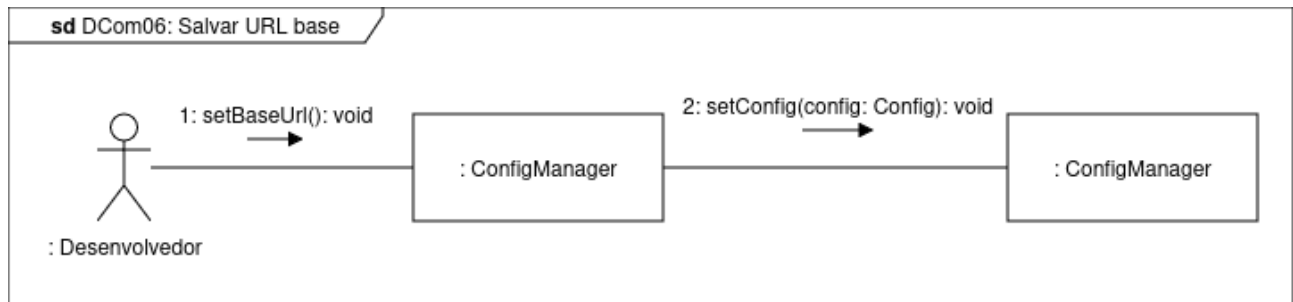 sd DCom06: Salvar URL base
1: setBaseUrl(): void
2: setConfig(config: Config): void
: ConfigManager
: ConfigManager
: Desenvolvedor